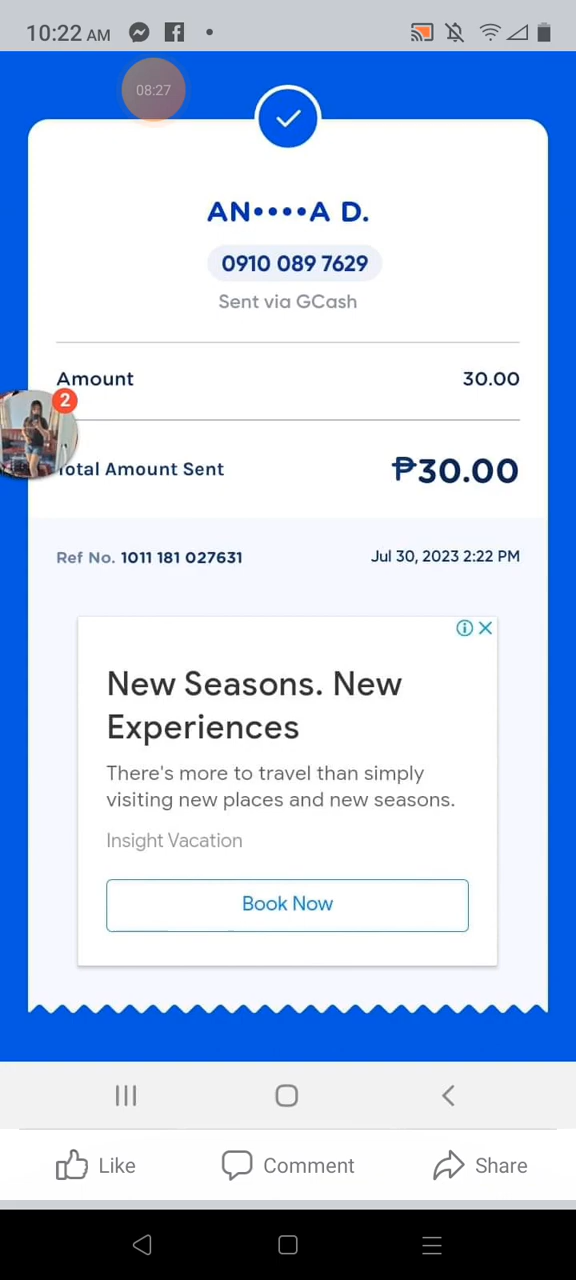 10:22 AM
08:27
AN••••A D.
0910 089 7629
Sent via GCash
Amount 30.00
2
Total Amount Sent ₱30.00
Ref No. 1011 181 027631 Jul 30, 2023 2:22 PM
New Seasons. New
Experiences
There's more to travel than simply
visiting new places and new seasons.
Insight Vacation
Book Now
Like Comment Share